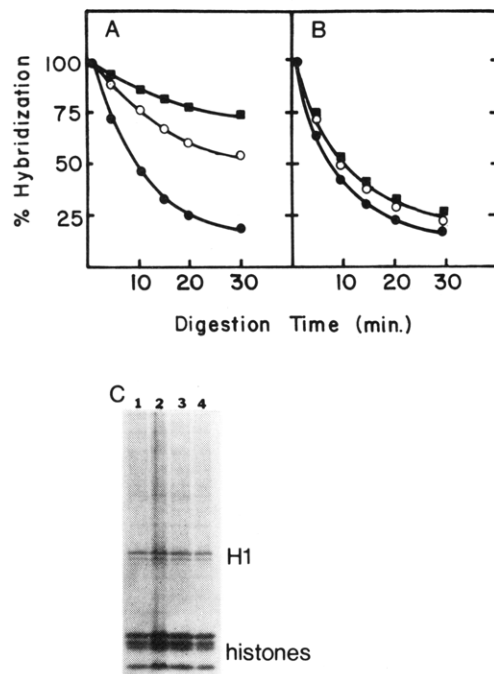 A
B
100
75
50
25
% Hybridization
10 20 30 10 20 30
Digestion Time (min.)
C 1 2 3 4
H1
histones